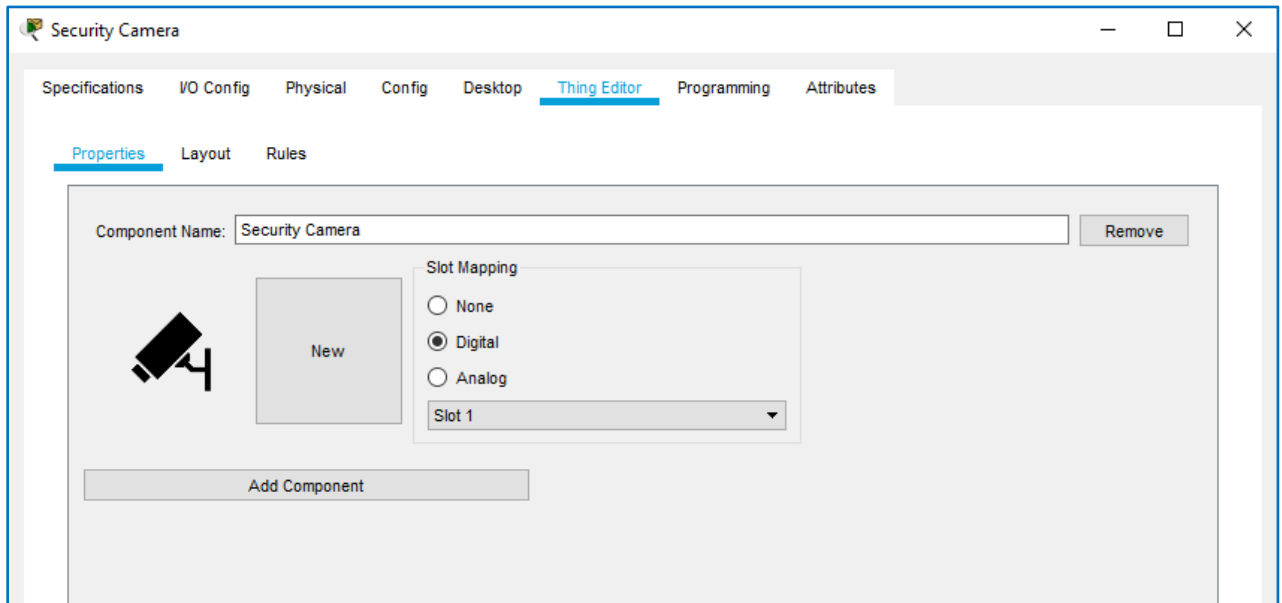 Security Camera
Specifications I/O Config Physical Config Desktop Thing Editor Programming Attributes
Properties Layout Rules
Component Name: Security Camera Remove
Slot Mapping
None
New
Digital
Analog
Slot 1
Add Component